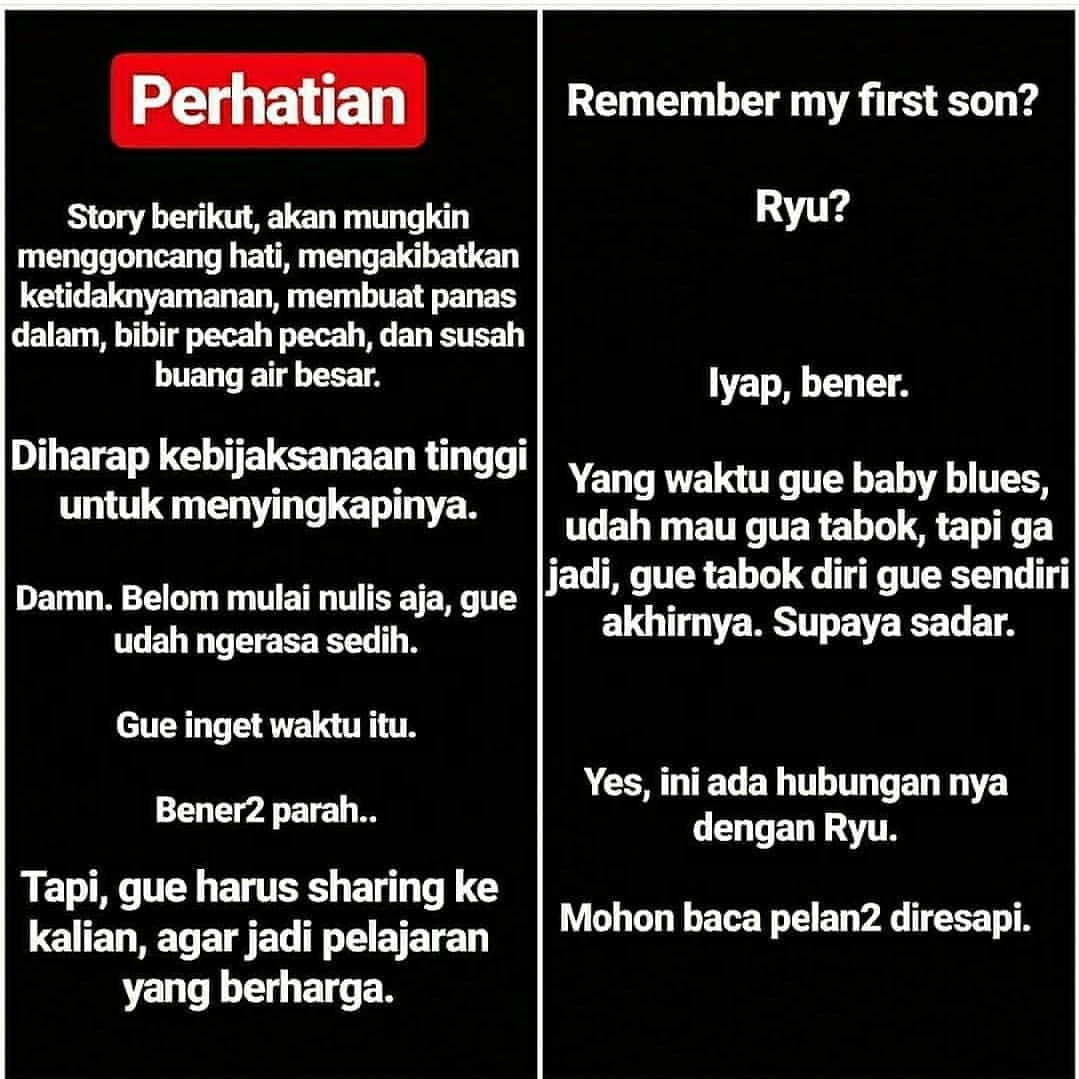 Perhatian
Story berikut, akan mungkin
menggoncang hati, mengakibatkan
ketidaknyamanan, membuat panas
dalam, bibir pecah pecah, dan susah
buang air besar.
Diharap kebijaksanaan tinggi
untuk menyingkapinya.
Damn. Belom mulai nulis aja, gue
udah ngerasa sedih.
Gue inget waktu itu.
Bener2 parah..
Tapi, gue harus sharing ke
kalian, agar jadi pelajaran
yang berharga.
Remember my first son?
Ryu?
Iyap, bener.
Yang waktu gue baby blues,
udah mau gua tabok, tapi ga
jadi, gue tabok diri gue sendiri
akhirnya. Supaya sadar.
Yes, ini ada hubungan nya
dengan Ryu.
Mohon baca pelan2 diresapi.